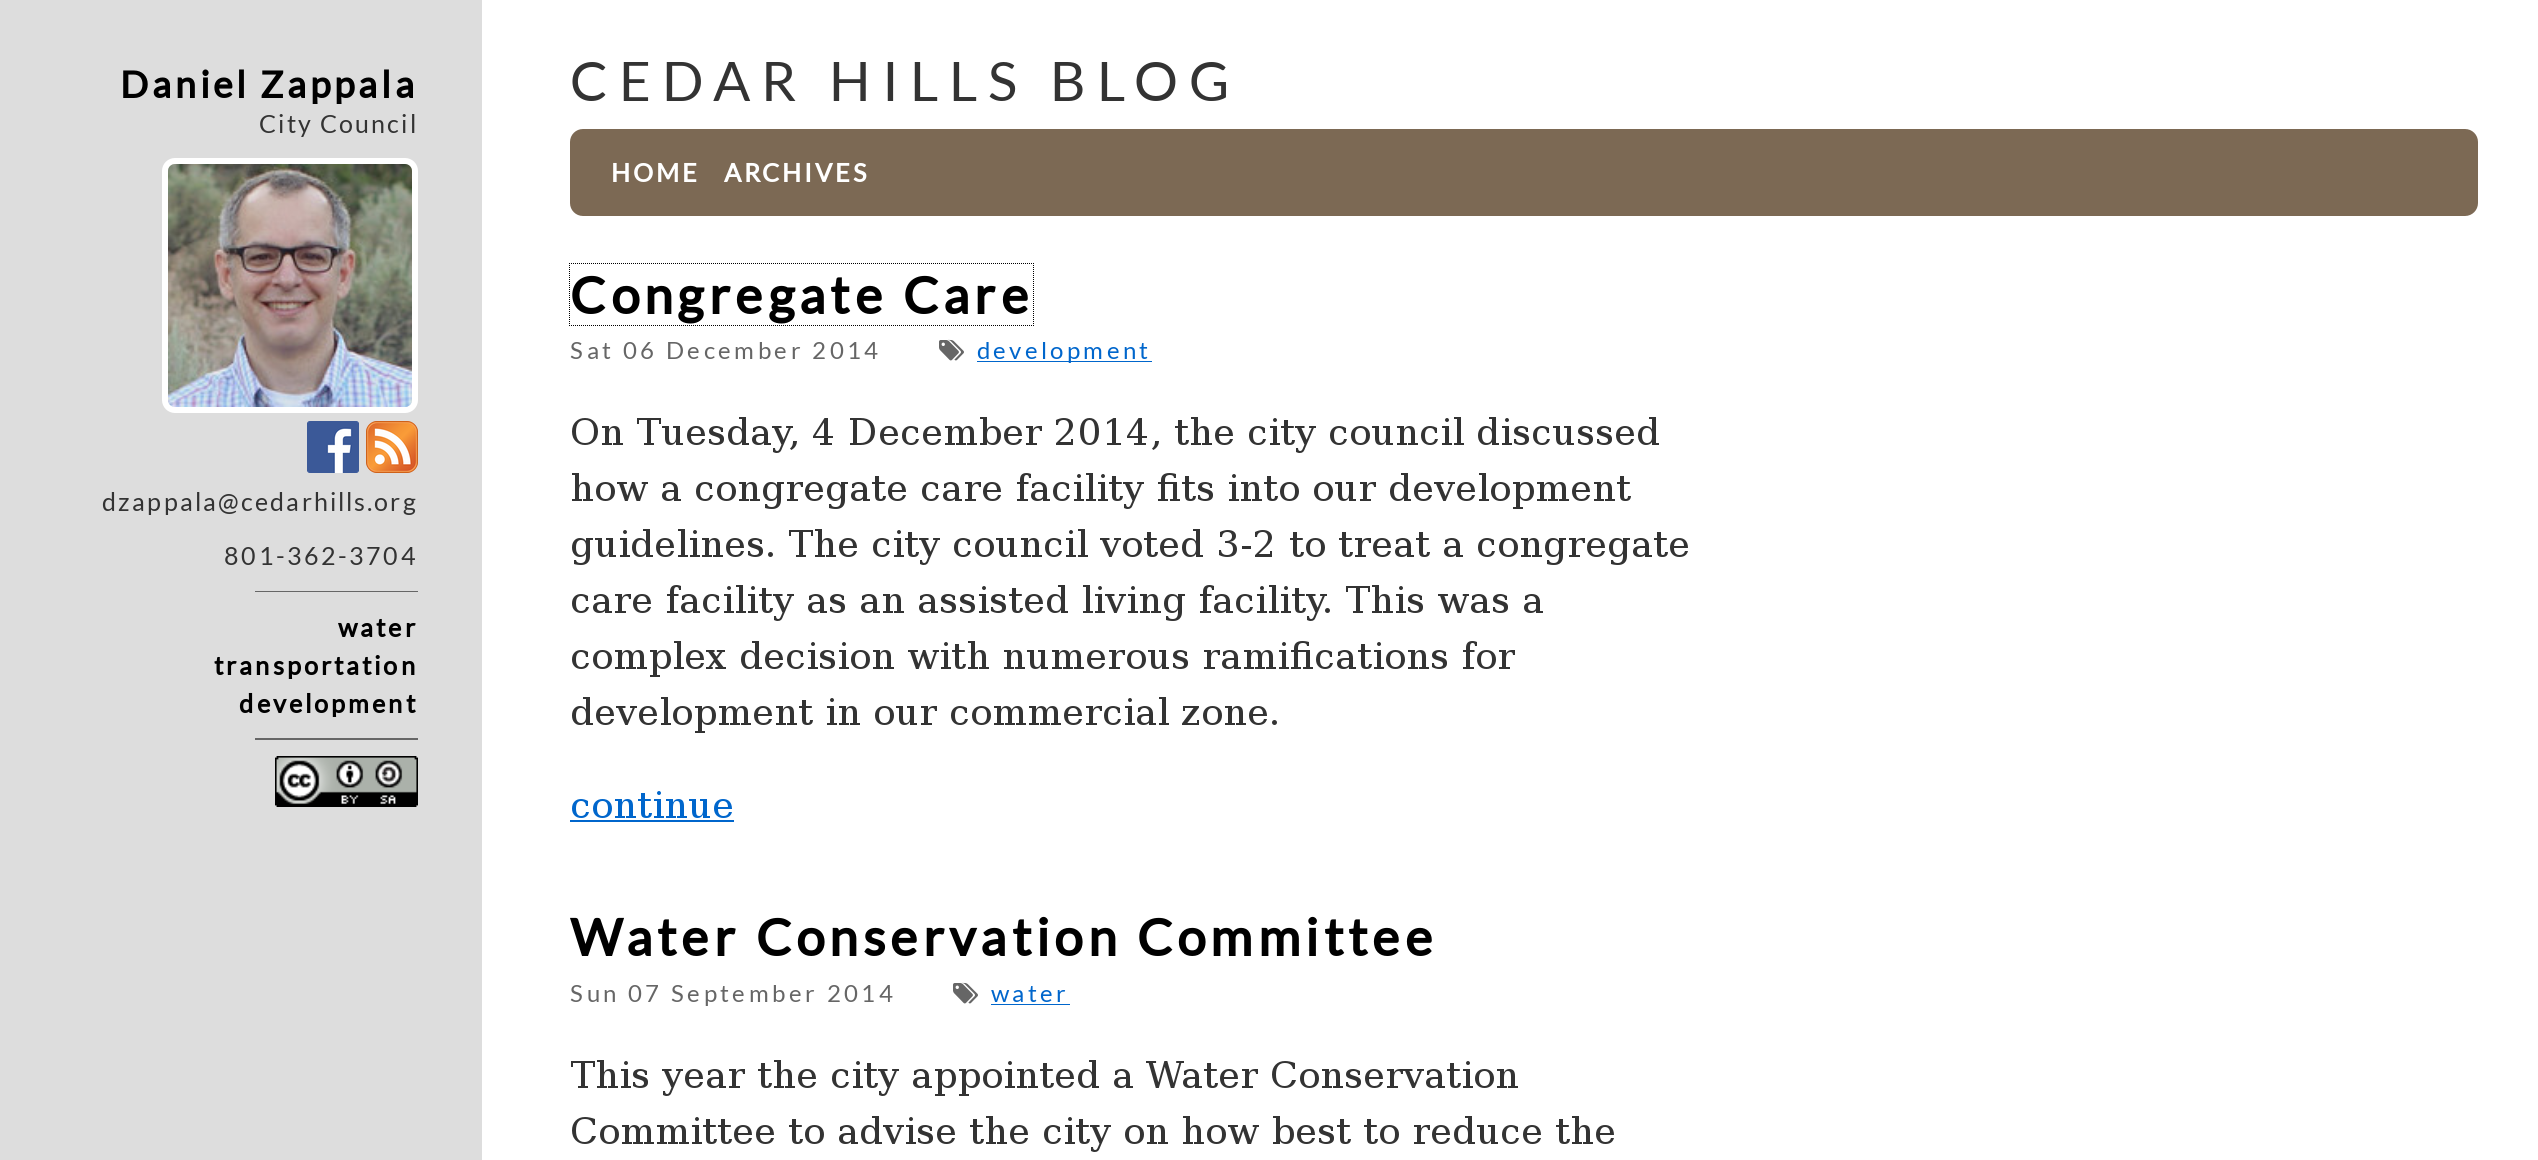 Daniel Zappala
City Council
dzappala@cedarhills.org
801-362-3704
water
transportation
development
cc
BY SA
CEDAR HILLS BLOG
HOME ARCHIVES
Congregate Care
Sat 06 December 2014 development
On Tuesday, 4 December 2014, the city council discussed
how a congregate care facility fits into our development
guidelines. The city council voted 3-2 to treat a congregate
care facility as an assisted living facility. This was a
complex decision with numerous ramifications for
development in our commercial zone.
continue
Water Conservation Committee
Sun 07 September 2014 water
This year the city appointed a Water Conservation
Committee to advise the city on how best to reduce the